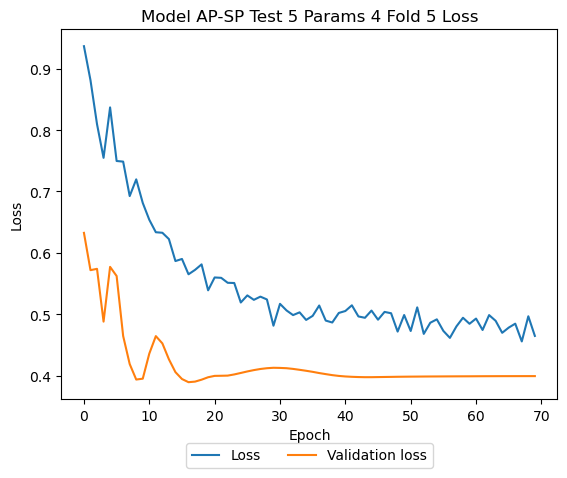 Model AP-SP Test 5 Params 4 Fold 5 Loss
0.9
0.8
0.7
0.6
0.5
0.4
Loss
0 10 20 30 40 50 60 70
Epoch
Loss Validation loss